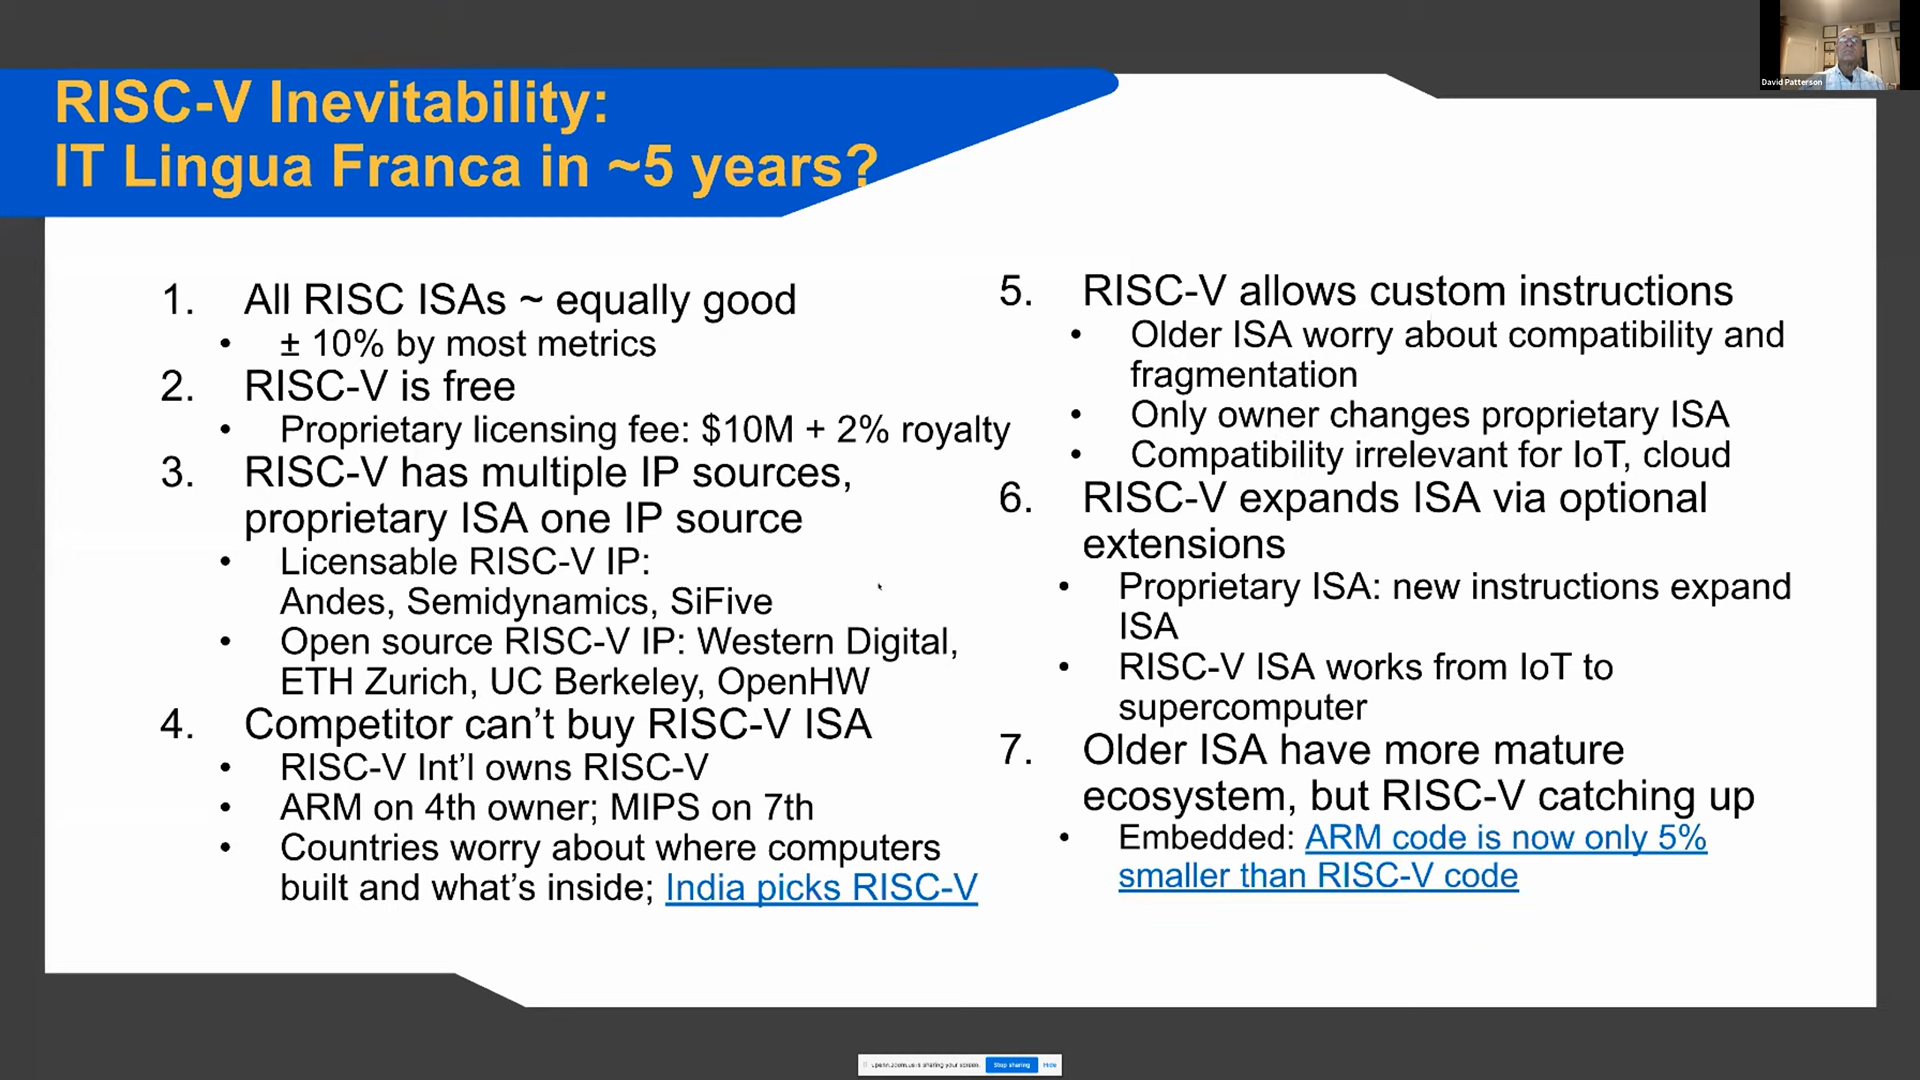 RISC-V Inevitability:
IT Lingua Franca in ~5 years?
David Patterson
1. All RISC ISAs ~ equally good
• ± 10% by most metrics
2. RISC-V is free
• Proprietary licensing fee: $10M + 2% royalty
3. RISC-V has multiple IP sources,
proprietary ISA one IP source
• Licensable RISC-V IP:
Andes, Semidynamics, SiFive
• Open source RISC-V IP: Western Digital,
ETH Zurich, UC Berkeley, OpenHW
4. Competitor can’t buy RISC-V ISA
• RISC-V Int’l owns RISC-V
• ARM on 4th owner; MIPS on 7th
• Countries worry about where computers
built and what’s inside; India picks RISC-V
5. RISC-V allows custom instructions
• Older ISA worry about compatibility and
fragmentation
• Only owner changes proprietary ISA
• Compatibility irrelevant for IoT, cloud
6. RISC-V expands ISA via optional
extensions
• Proprietary ISA: new instructions expand
ISA
• RISC-V ISA works from IoT to
supercomputer
7. Older ISA have more mature
ecosystem, but RISC-V catching up
• Embedded: ARM code is now only 5%
smaller than RISC-V code
upenn.zoom.us is sharing your screen. Stop sharing Hide